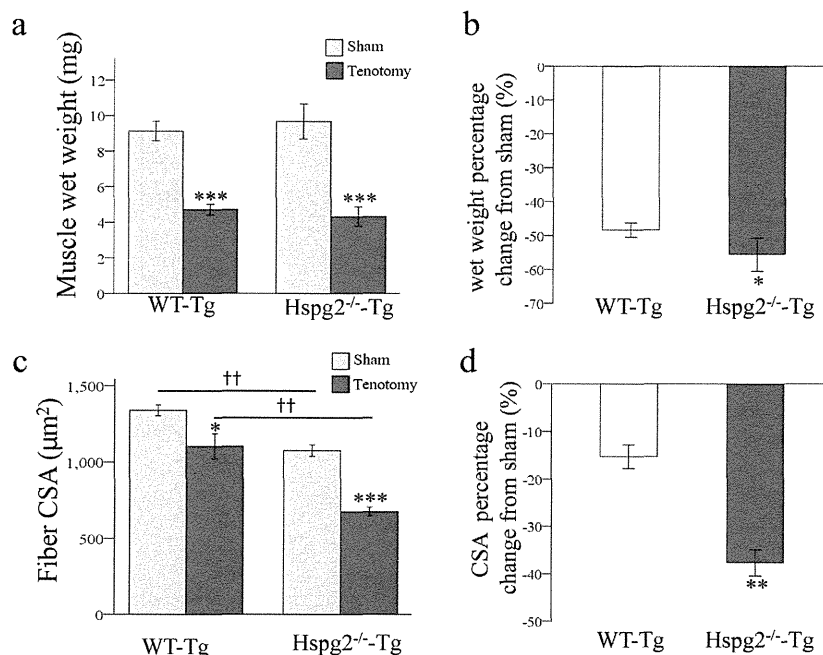 a
Muscle wet weight (mg)
12
10
8
6
4
2
0
Sham
Tenotomy
***
***
WT-Tg
Hspg2-/--Tg
b
wet weight percentage
change from sham (%)
0
-10
-20
-30
-40
-50
-60
-70
*
WT-Tg
Hspg2-/--Tg
c
Fiber CSA (µm²)
1,500
1,000
500
0
Sham
Tenotomy
††
††
*
***
WT-Tg
Hspg2-/--Tg
d
CSA percentage
change from sham (%)
0
-10
-20
-30
-40
-50
**
WT-Tg
Hspg2-/--Tg